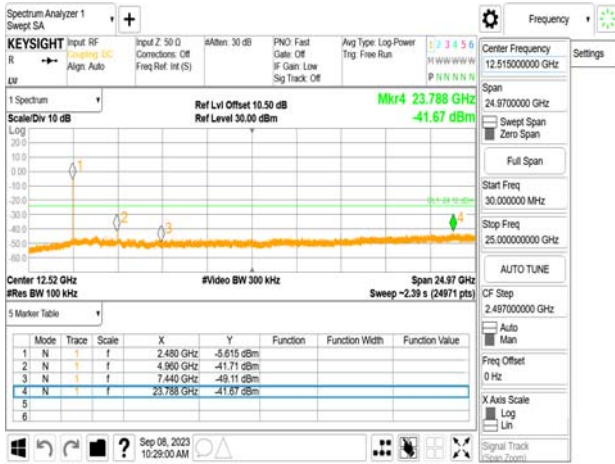 Spectrum Analyzer 1
Swept SA
+
Frequency
KEYSIGHT
R
Input: RF
Coupling: DC
Align: Auto
Input Z: 50 Ω
Corrections: Off
Freq Ref: Int (S)
#Atten: 30 dB
PNO: Fast
Gate: Off
IF Gain: Low
Sig Track: Off
Avg Type: Log-Power
Trig: Free Run
1 2 3 4 5 6
M W W W W W
P N N N N N
1 Spectrum
Scale/Div 10 dB
Ref Lvl Offset 10.50 dB
Ref Level 30.00 dBm
Mkr4 23.788 GHz
-41.67 dBm
Log
20.0
10.0
0.00
-10.0
-20.0
-30.0
-40.0
-50.0
-60.0
1
2
3
4
Center 12.52 GHz
#Video BW 300 kHz
Span 24.97 GHz
#Res BW 100 kHz
Sweep ~2.39 s (24971 pts)
5 Marker Table
Mode Trace Scale X Y Function Function Width Function Value
1 N 1 f 2.480 GHz -5.615 dBm
2 N 1 f 4.960 GHz -41.71 dBm
3 N 1 f 7.440 GHz -49.11 dBm
4 N 1 f 23.788 GHz -41.67 dBm
5
6
Sep 08, 2023
10:29:00 AM
Center Frequency
12.515000000 GHz
Settings
Span
24.9700000 GHz
Swept Span
Zero Span
Full Span
Start Freq
30.000000 MHz
Stop Freq
25.000000000 GHz
AUTO TUNE
CF Step
2.497000000 GHz
Auto
Man
Freq Offset
0 Hz
X Axis Scale
Log
Lin
Signal Track
(Span Zoom)